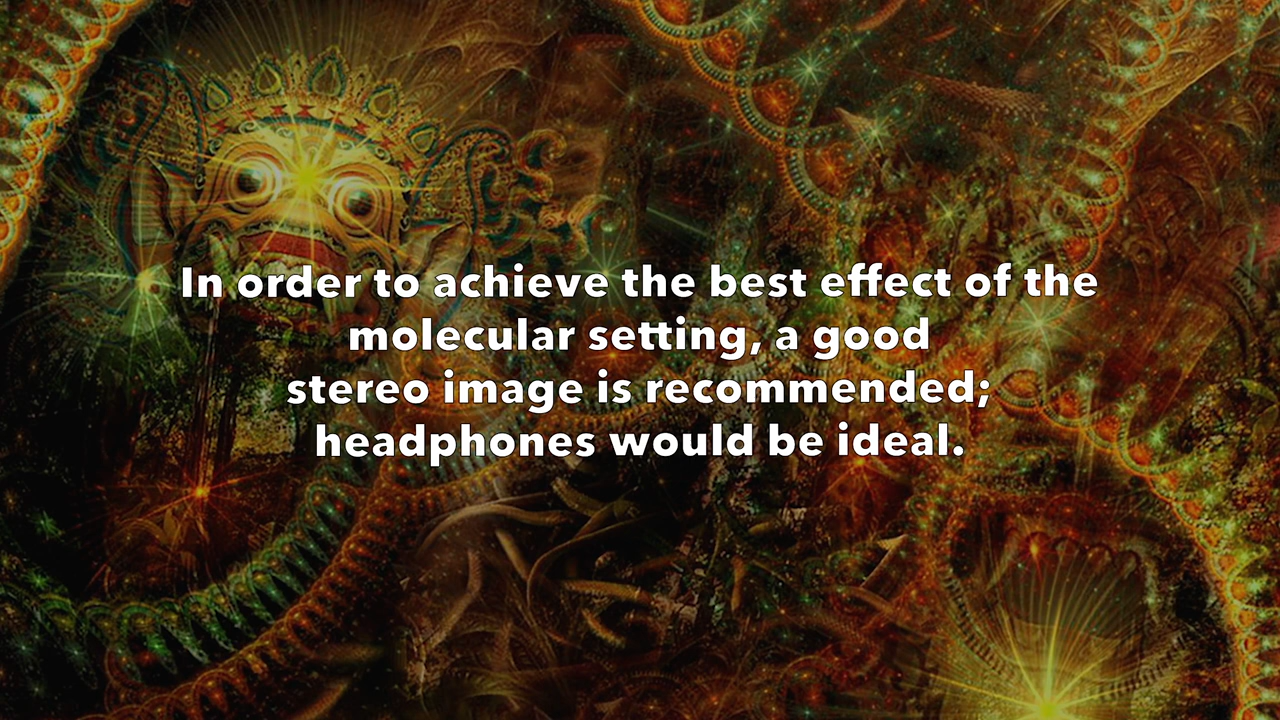 In order to achieve the best effect of the
molecular setting, a good
stereo image is recommended;
headphones would be ideal.